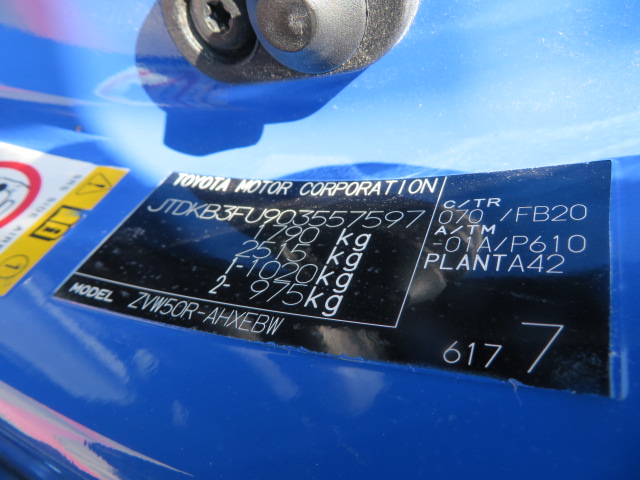 TOYOTA MOTOR CORPORATION
JTDKB3FU903557597
1790 kg
2515 kg
1-1020kg
2- 975kg
MODEL ZVW50R-AHXEBW
C/TR
070 /FB20
A/TM
-01A/P610
PLANTA42
617 7